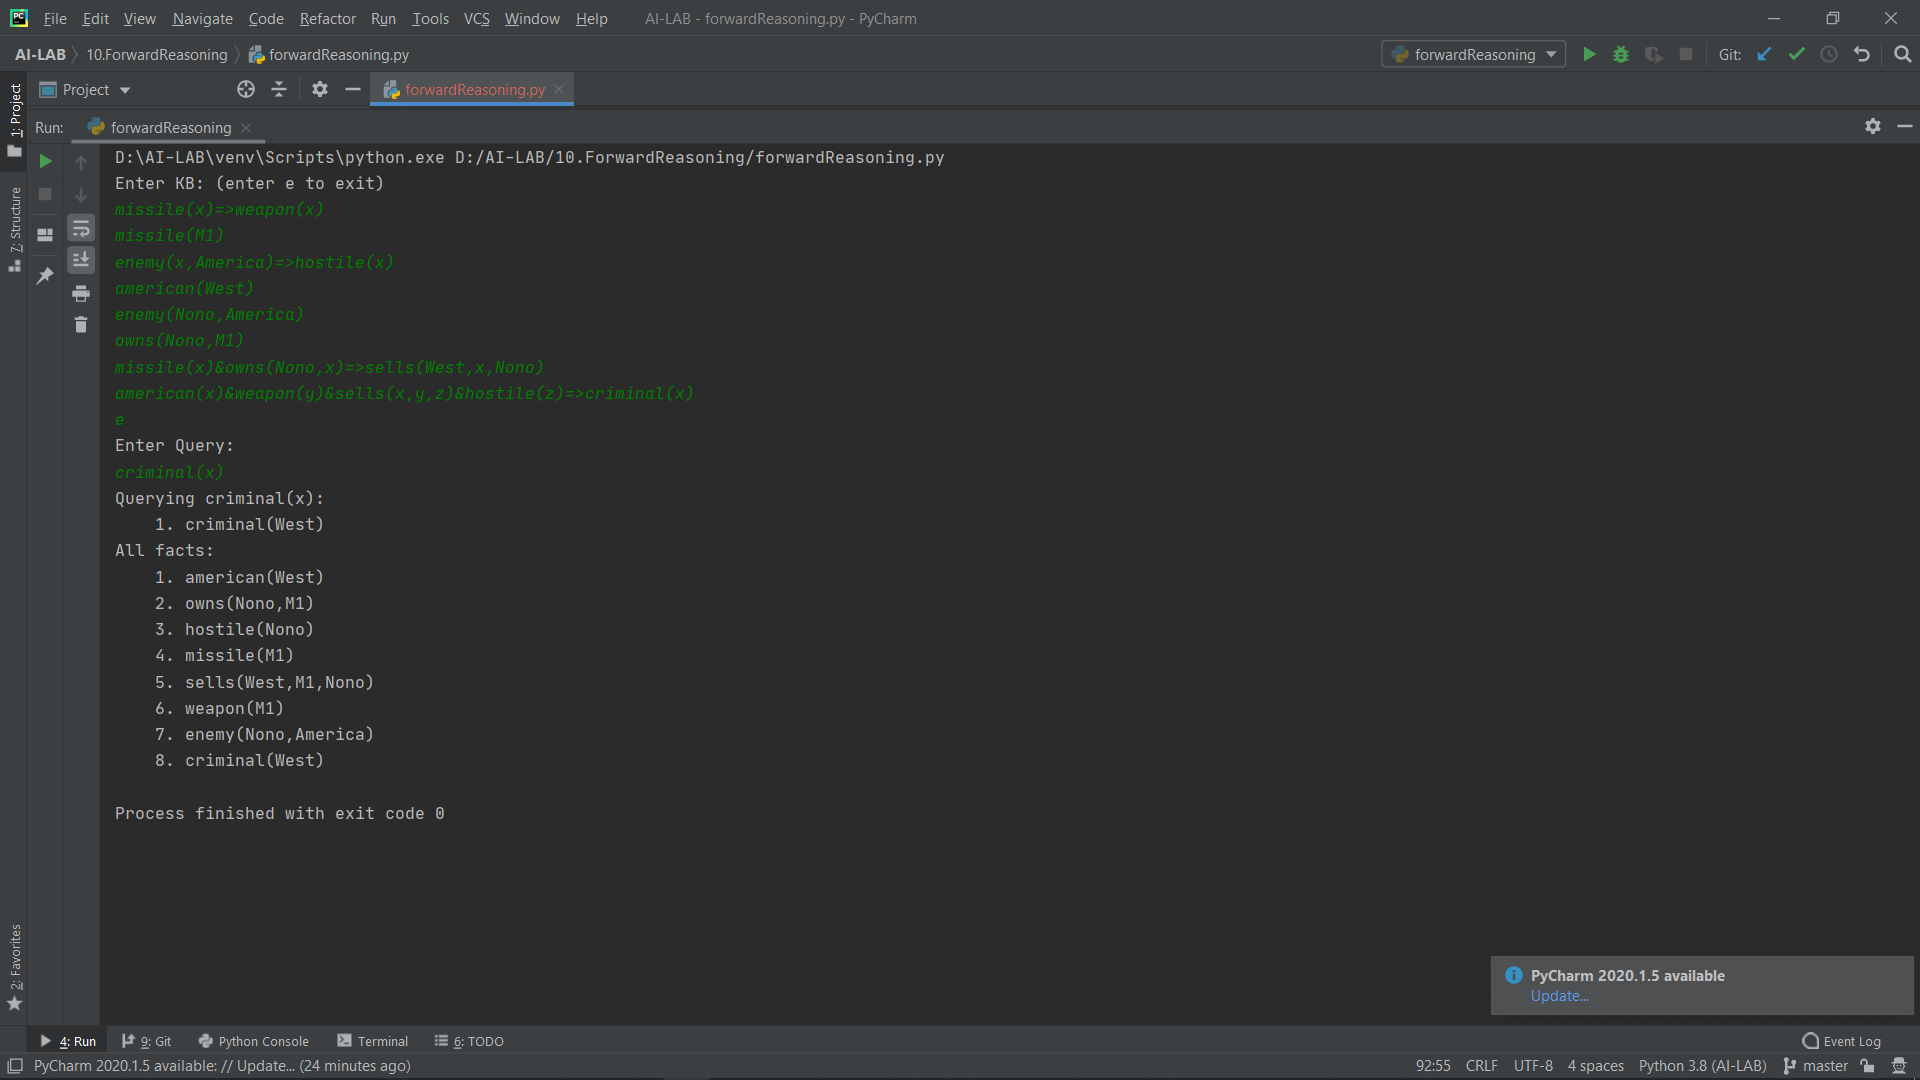 File Edit View Navigate Code Refactor Run Tools VCS Window Help AI-LAB - forwardReasoning.py - PyCharm
AI-LAB 10.ForwardReasoning forwardReasoning.py forwardReasoning Git:
Project forwardReasoning.py
Run: forwardReasoning
1: Project
7: Structure
2: Favorites
D:\AI-LAB\venv\Scripts\python.exe D:/AI-LAB/10.ForwardReasoning/forwardReasoning.py
Enter KB: (enter e to exit)
missile(x)=>weapon(x)
missile(M1)
enemy(x,America)=>hostile(x)
american(West)
enemy(Nono,America)
owns(Nono,M1)
missile(x)&owns(Nono,x)=>sells(West,x,Nono)
american(x)&weapon(y)&sells(x,y,z)&hostile(z)=>criminal(x)
e
Enter Query:
criminal(x)
Querying criminal(x):
1. criminal(West)
All facts:
1. american(West)
2. owns(Nono,M1)
3. hostile(Nono)
4. missile(M1)
5. sells(West,M1,Nono)
6. weapon(M1)
7. enemy(Nono,America)
8. criminal(West)
Process finished with exit code 0
PyCharm 2020.1.5 available
Update...
4: Run 9: Git Python Console Terminal 6: TODO Event Log
PyCharm 2020.1.5 available: // Update... (24 minutes ago) 92:55 CRLF UTF-8 4 spaces Python 3.8 (AI-LAB) master